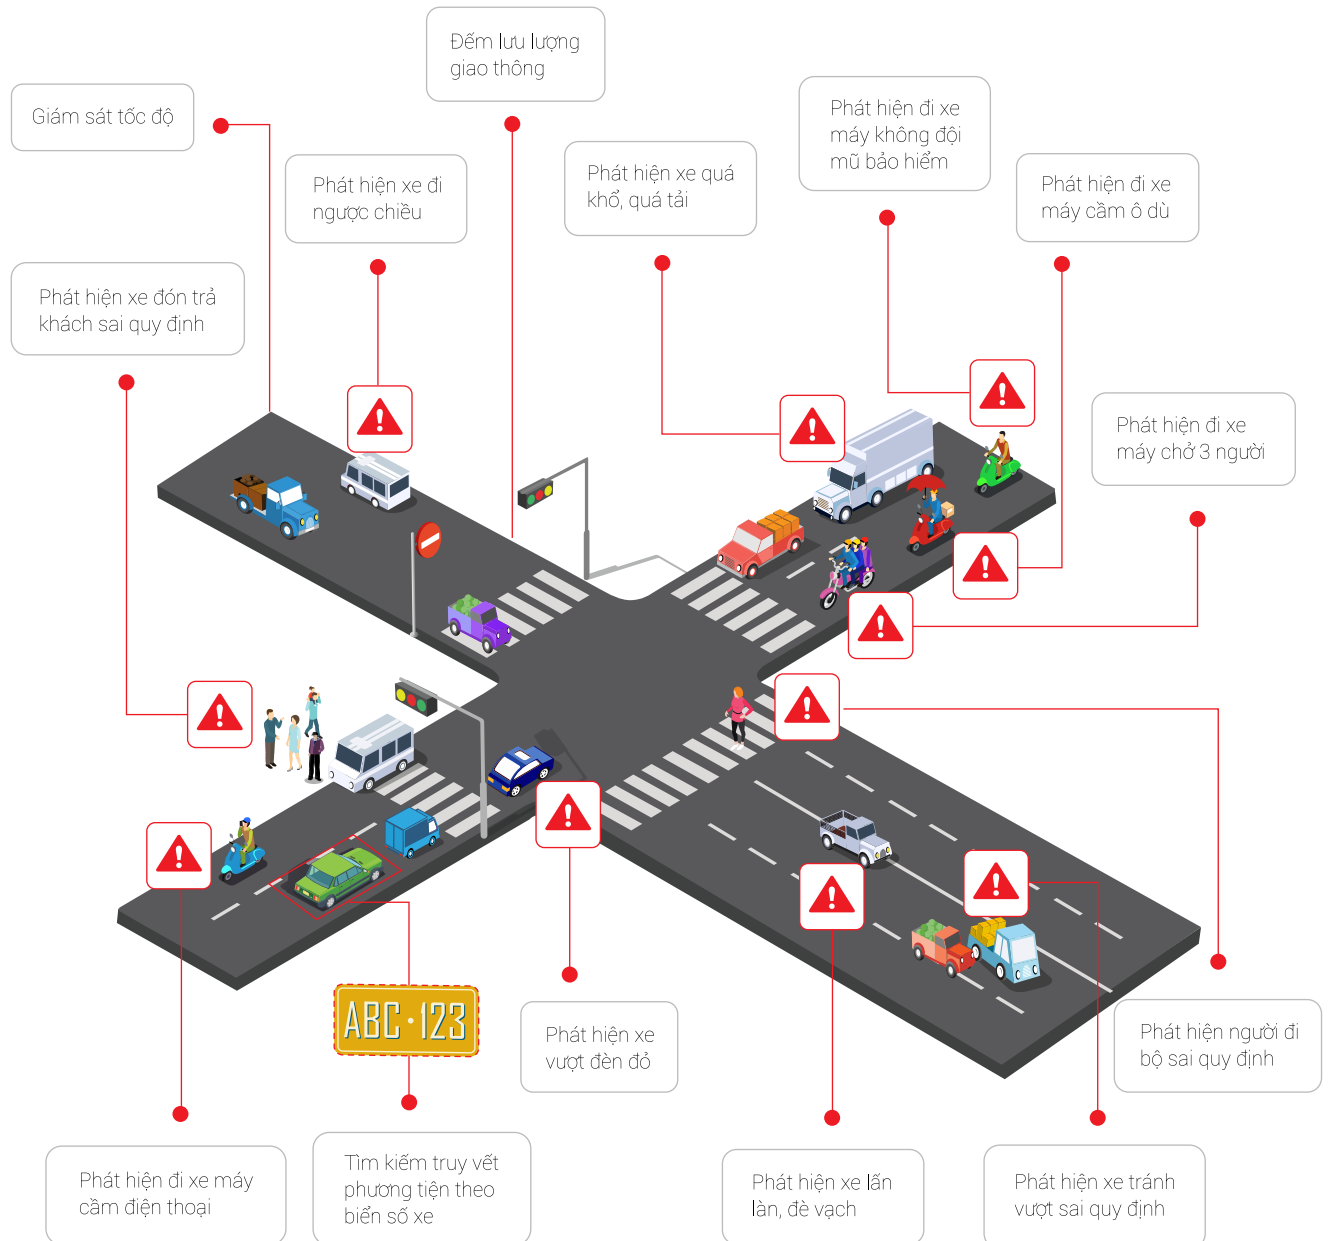 Đếm lưu lượng
giao thông
Giám sát tốc độ
Phát hiện đi xe
máy không đội
mũ bảo hiểm
Phát hiện xe đi
ngược chiều
Phát hiện xe quá
khổ, quá tải
Phát hiện đi xe
máy cầm ô dù
Phát hiện xe đón trả
khách sai quy định
Phát hiện đi xe
máy chở 3 người
ABC·123
Phát hiện xe
vượt đèn đỏ
Phát hiện người đi
bộ sai quy định
Phát hiện đi xe máy
cầm điện thoại
Tìm kiếm truy vết
phương tiện theo
biển số xe
Phát hiện xe lấn
làn, đè vạch
Phát hiện xe tránh
vượt sai quy định